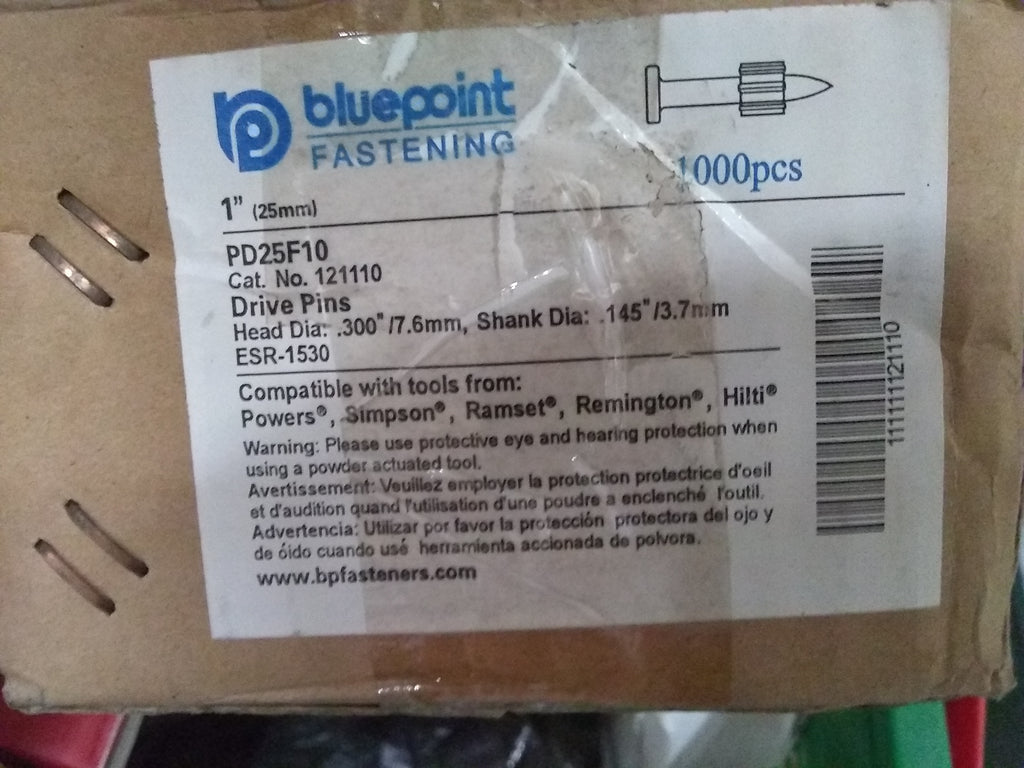 bluepoint
FASTENING
1000pcs
1" (25mm)
PD25F10
Cat. No. 121110
Drive Pins
Head Dia: .300"/7.6mm, Shank Dia: .145"/3.7mm
ESR-1530
Compatible with tools from:
Powers®, Simpson®, Ramset®, Remington®, Hilti®
Warning: Please use protective eye and hearing protection when
using a powder actuated tool.
Avertissement: Veuillez employer la protection protectrice d'oeil
et d'audition quand l'utilisation d'une poudre a enclenché l'outil.
Advertencia: Utilizar por favor la protección protectora del ojo y
de óido cuando usé herramienta accionada de polvora.
www.bpfasteners.com
111111121110